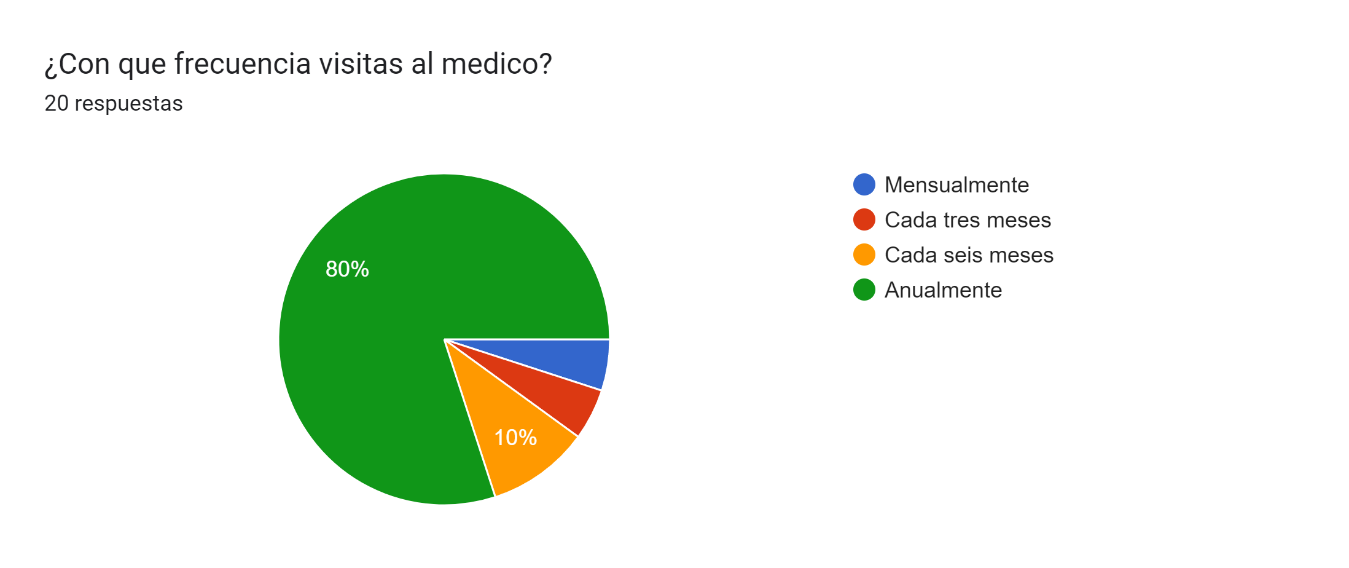 ¿Con que frecuencia visitas al medico?
20 respuestas
Mensualmente
Cada tres meses
Cada seis meses
Anualmente
80%
10%